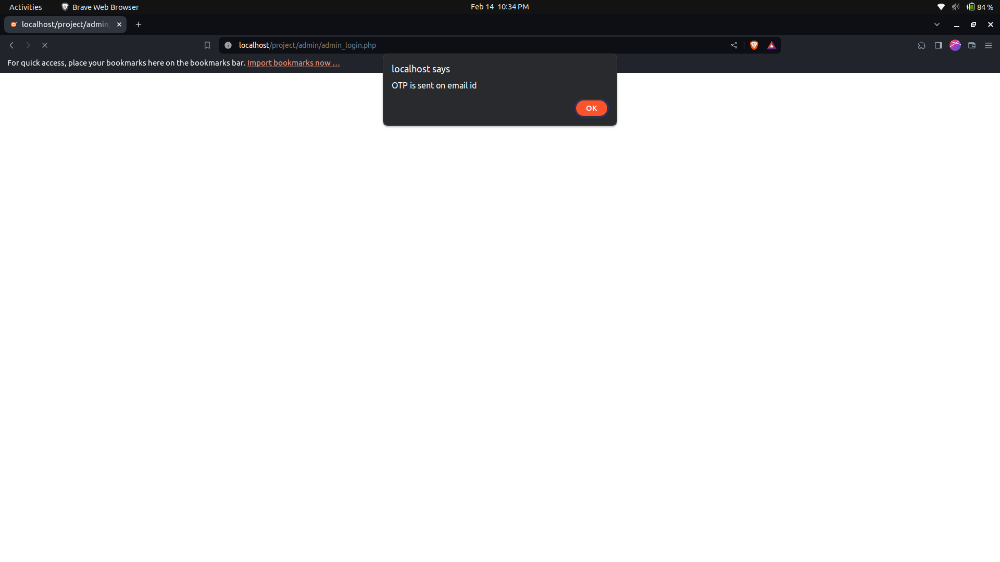 Activities Brave Web Browser Feb 14 10:34 PM 84 %
localhost/project/admin/
localhost/project/admin/admin_login.php
For quick access, place your bookmarks here on the bookmarks bar. Import bookmarks now ...
localhost says
OTP is sent on email id
OK